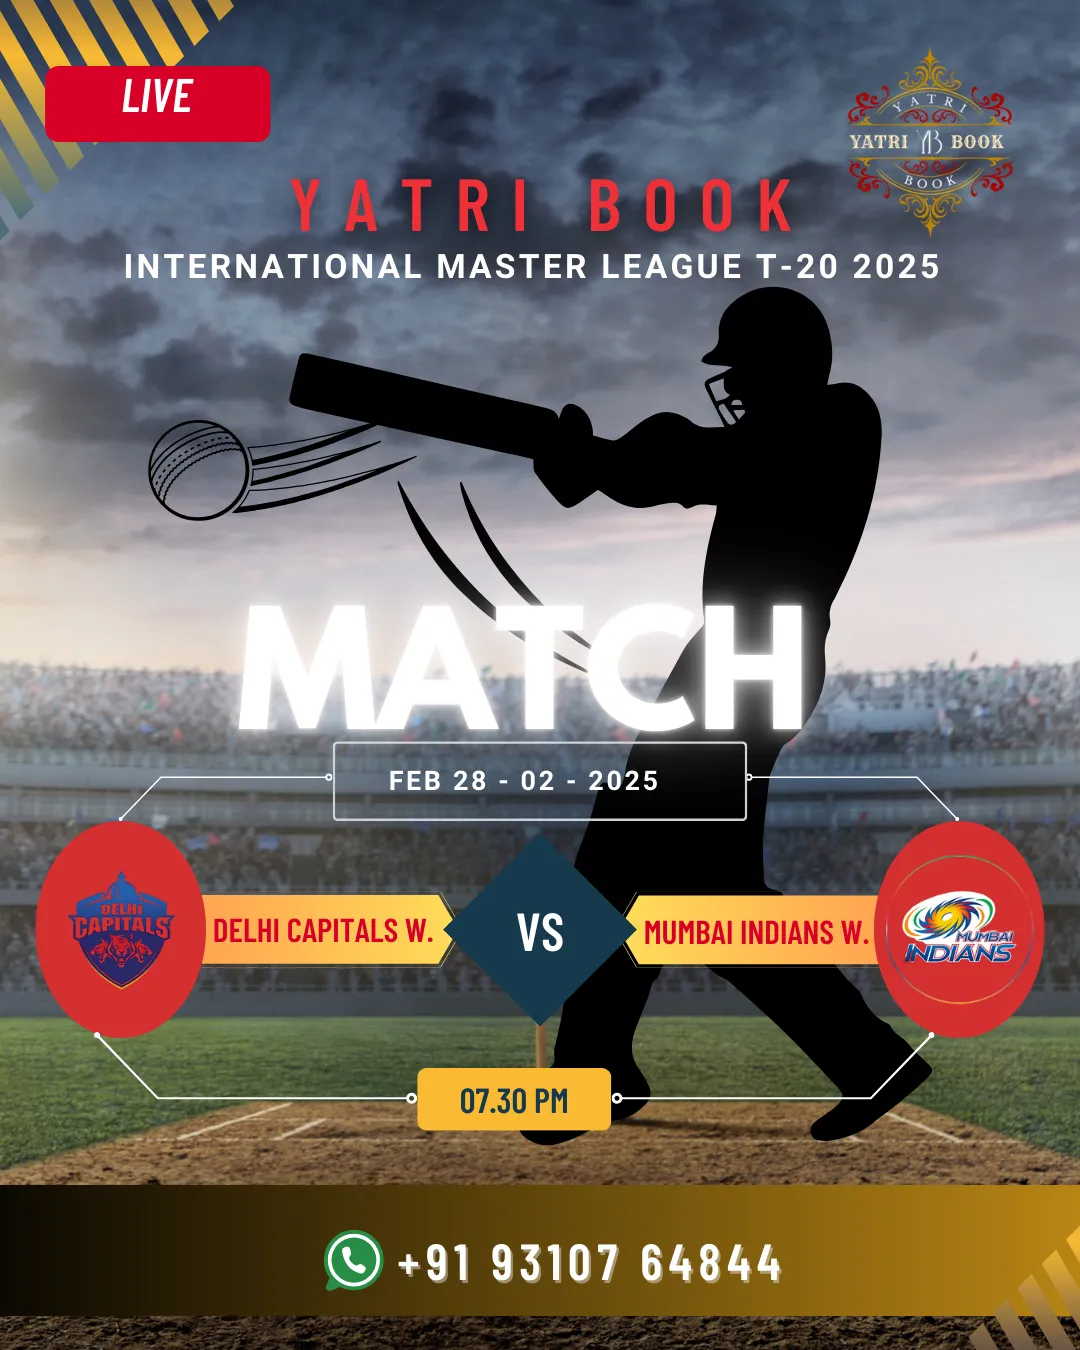 LIVE
YATRI
YATRI YB BOOK
BOOK
YATRI BOOK
INTERNATIONAL MASTER LEAGUE T-20 2025
MATCH
FEB 28 - 02 - 2025
DELHI
CAPITALS
DELHI CAPITALS W.
VS
MUMBAI INDIANS W.
MUMBAI
INDIANS
07.30 PM
+91 93107 64844